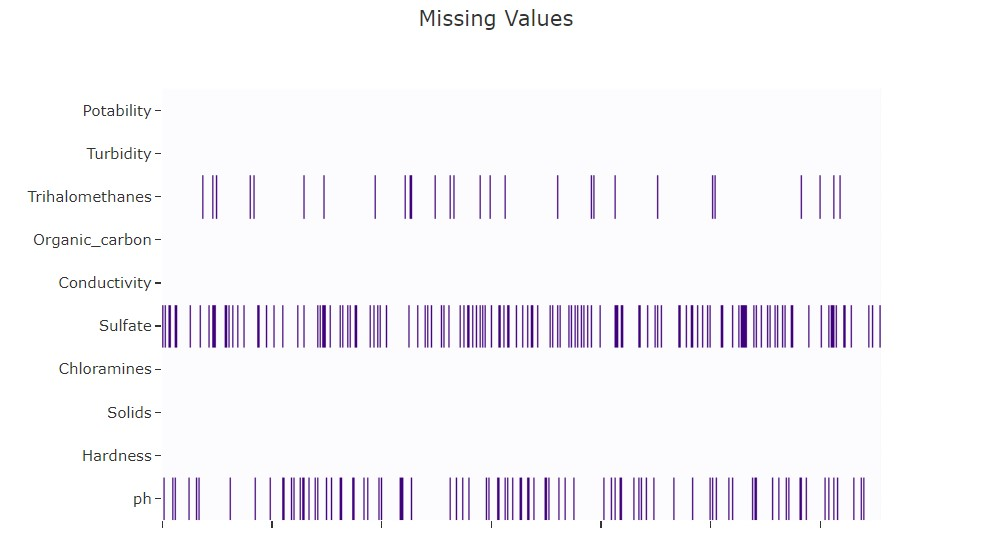 Missing Values
Potability
Turbidity
Trihalomethanes
Organic_carbon
Conductivity
Sulfate
Chloramines
Solids
Hardness
ph